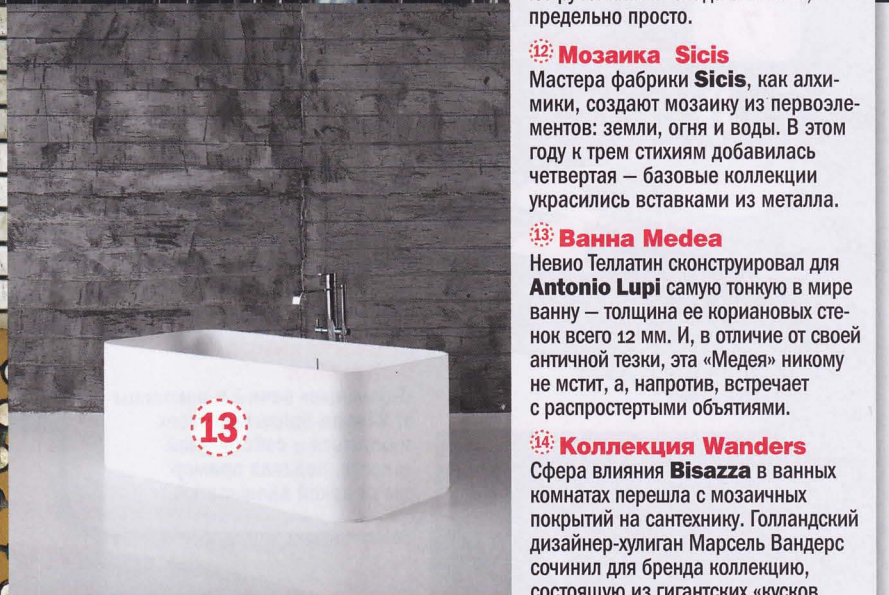 предельно просто.
12 Мозаика Sicis
Мастера фабрики Sicis, как алхи-
мики, создают мозаику из первоэле-
ментов: земли, огня и воды. В этом
году к трем стихиям добавилась
четвертая — базовые коллекции
украсились вставками из металла.
13 Ванна Medea
Невио Теллатин сконструировал для
Antonio Lupi самую тонкую в мире
ванну — толщина ее кориановых сте-
нок всего 12 мм. И, в отличие от своей
античной тезки, эта «Медея» никому
не мстит, а, напротив, встречает
с распростертыми объятиями.
14 Коллекция Wanders
Сфера влияния Bisazza в ванных
комнатах перешла с мозаичных
покрытий на сантехнику. Голландский
дизайнер-хулиган Марсель Вандерс
сочинил для бренда коллекцию,
состоящую из гигантских «кусков
13